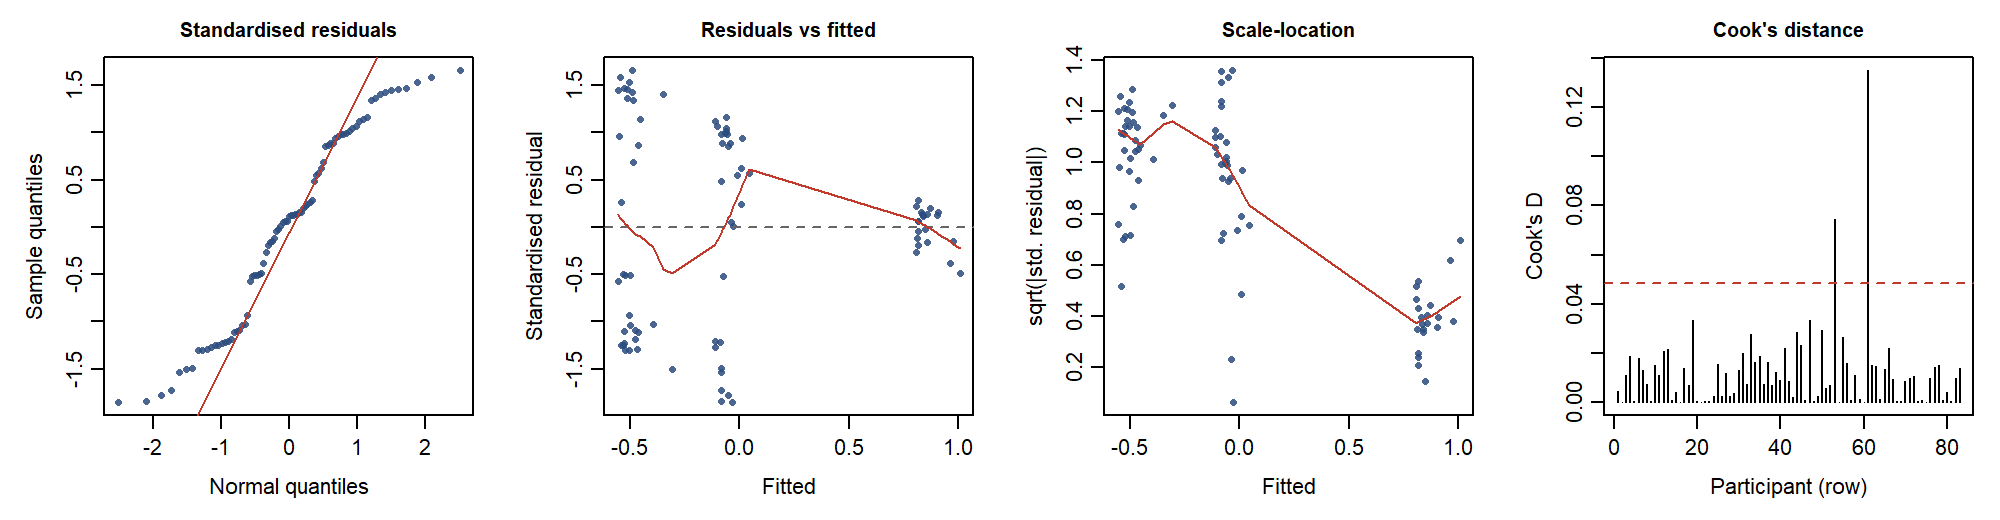 Standardised residuals
Sample quantiles
1.5
0.5
-0.5
-1.5
-2 -1 0 1 2
Normal quantiles
Residuals vs fitted
Standardised residual
1.5
0.5
-0.5
-1.5
-0.5 0.0 0.5 1.0
Fitted
Scale-location
sqrt(|std. residual|)
1.4
1.2
1.0
0.8
0.6
0.4
0.2
-0.5 0.0 0.5 1.0
Fitted
Cook's distance
Cook's D
0.12
0.08
0.04
0.00
0 20 40 60 80
Participant (row)